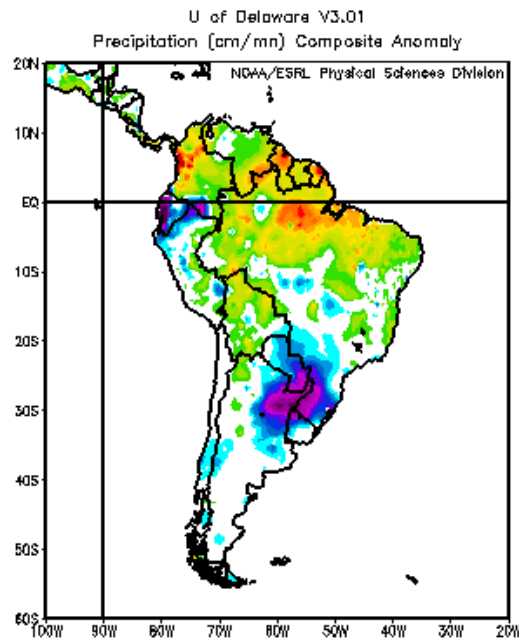 U of Delaware V3.01
Precipitation (cm/mn) Composite Anomaly
NOAA/ESRL Physical Sciences Division
20N
10N
EQ
10S
20S
30S
40S
50S
60S
100W 90W 80W 70W 60W 50W 40W 30W 20W